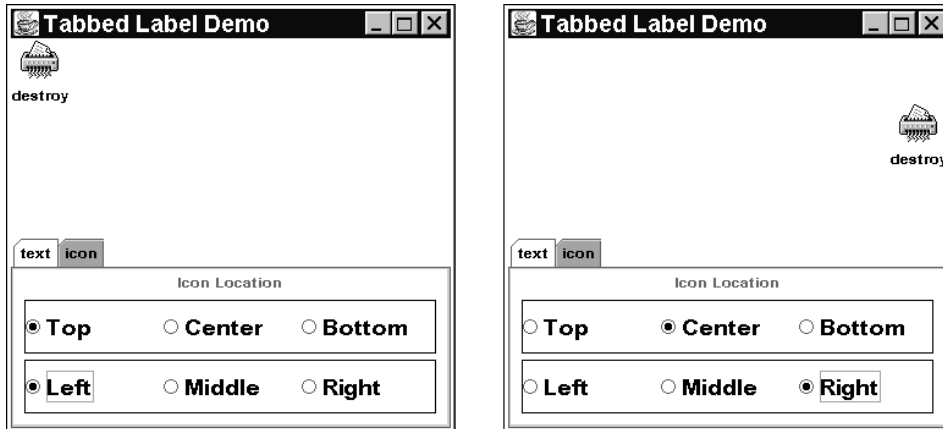 Tabbed Label Demo
destroy
text icon
Icon Location
Top Center Bottom
Left Middle Right
Tabbed Label Demo
destroy
text icon
Icon Location
Top Center Bottom
Left Middle Right